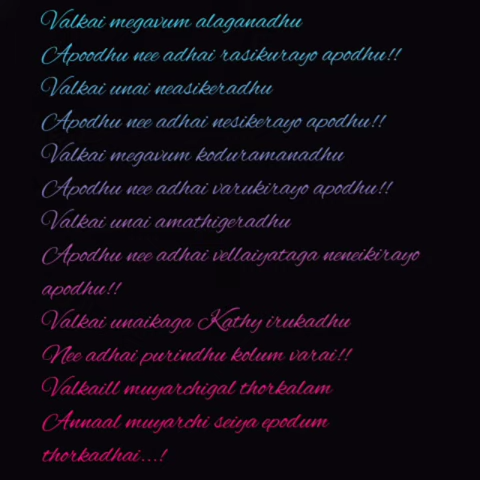 Valkai megavum alaganadhu
Apoodhu nee adhai rasikurayo apodhu!!
Valkai unai neasikeradhu
Apodhu nee adhai nesikerayo apodhu!!
Valkai megavum koduramanadhu
Apodhu nee adhai varukirayo apodhu!!
Valkai unai amathigeradhu
Apodhu nee adhai vellaiyataga neneikirayo
apodhu!!
Valkai unaikaga Kathy irukadhu
Nee adhai purindhu kolum varai!!
Valkaill muyarchigal thorkalam
Annaal muyarchi seiya epodum
thorkadhai...!